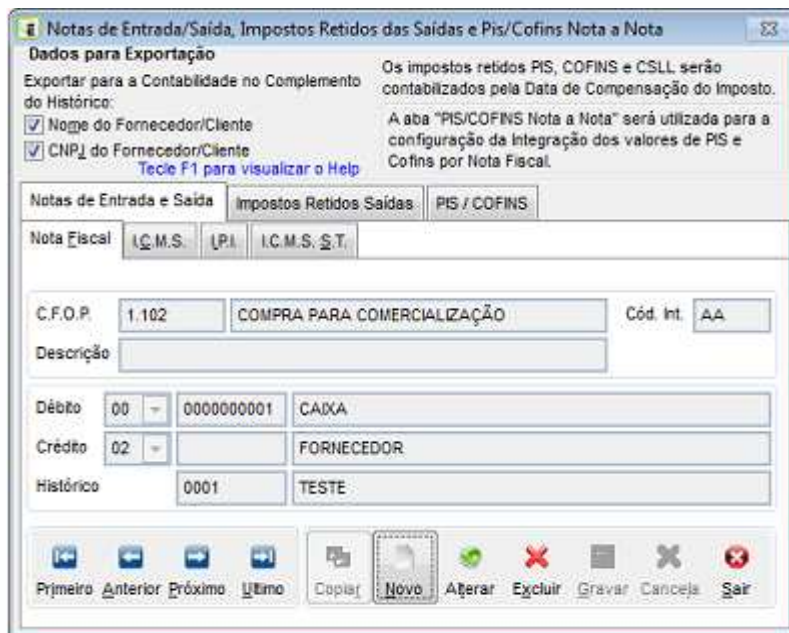 Notas de Entrada/Saída, Impostos Retidos das Saídas e Pis/Cofins Nota a Nota
Dados para Exportação
Exportar para a Contabilidade no Complemento
do Histórico:
Nome do Fornecedor/Cliente
CNPJ do Fornecedor/Cliente
Tecle F1 para visualizar o Help
Os impostos retidos PIS, COFINS e CSLL serão
contabilizados pela Data de Compensação do Imposto.
A aba "PIS/COFINS Nota a Nota" será utilizada para a
configuração da Integração dos valores de PIS e
Cofins por Nota Fiscal.
Notas de Entrada e Saída Impostos Retidos Saídas PIS / COFINS
Nota Fiscal I.C.M.S. I.P.I. I.C.M.S. S.T.
C.F.O.P. 1.102 COMPRA PARA COMERCIALIZAÇÃO Cód. Int. AA
Descrição
Débito 00 0000000001 CAIXA
Crédito 02 FORNECEDOR
Histórico 0001 TESTE
Primeiro Anterior Próximo Ultimo Copiar Novo Alterar Excluir Gravar Cancela Sair